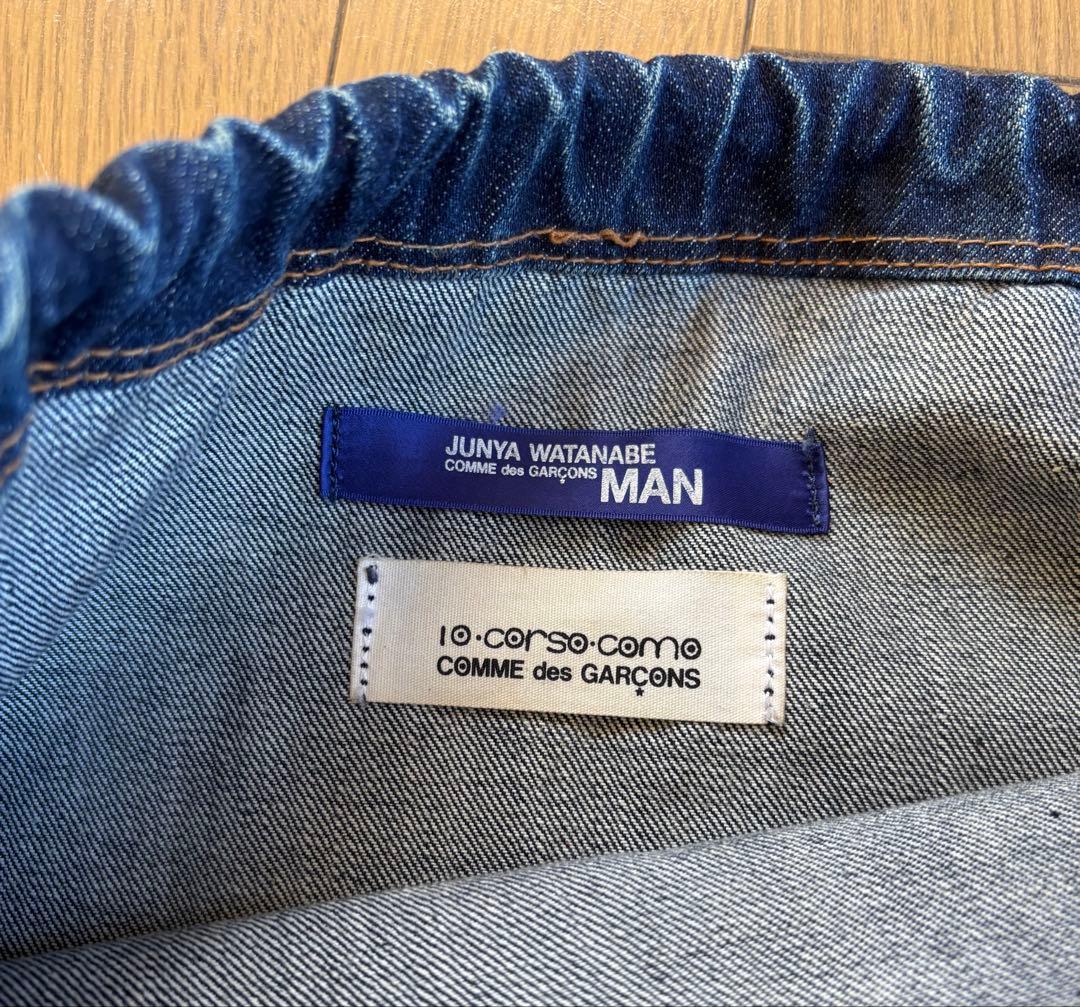 JUNYA WATANABE
COMME des GARÇONS MAN
10·corso·como
COMME des GARÇONS